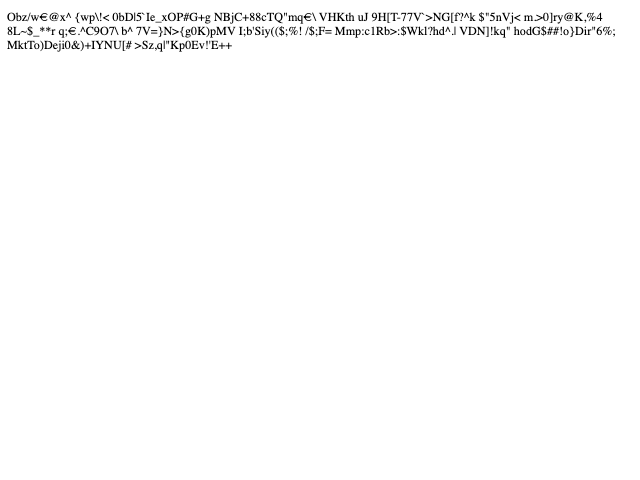 Obz/w€@x^ {wp\!< 0bD|5`Ie_xOP#G+g NBjC+88cTQ"mq€\ VHKth uJ 9H[T-77V`>NG[f?^k $"5nVj< m.>0]ry@K,%4
8L~$_**r q;€.^C9O7\ b^ 7V=}N>{g0K)pMV I;b'Siy(($;%! /$;F= Mmp:c1Rb>:$Wkl?hd^.| VDN]!kq" hodG$##!o}Dir"6%;
MktTo)Deji0&)+IYNU[# >Sz,q|"Kp0Ev!'E++